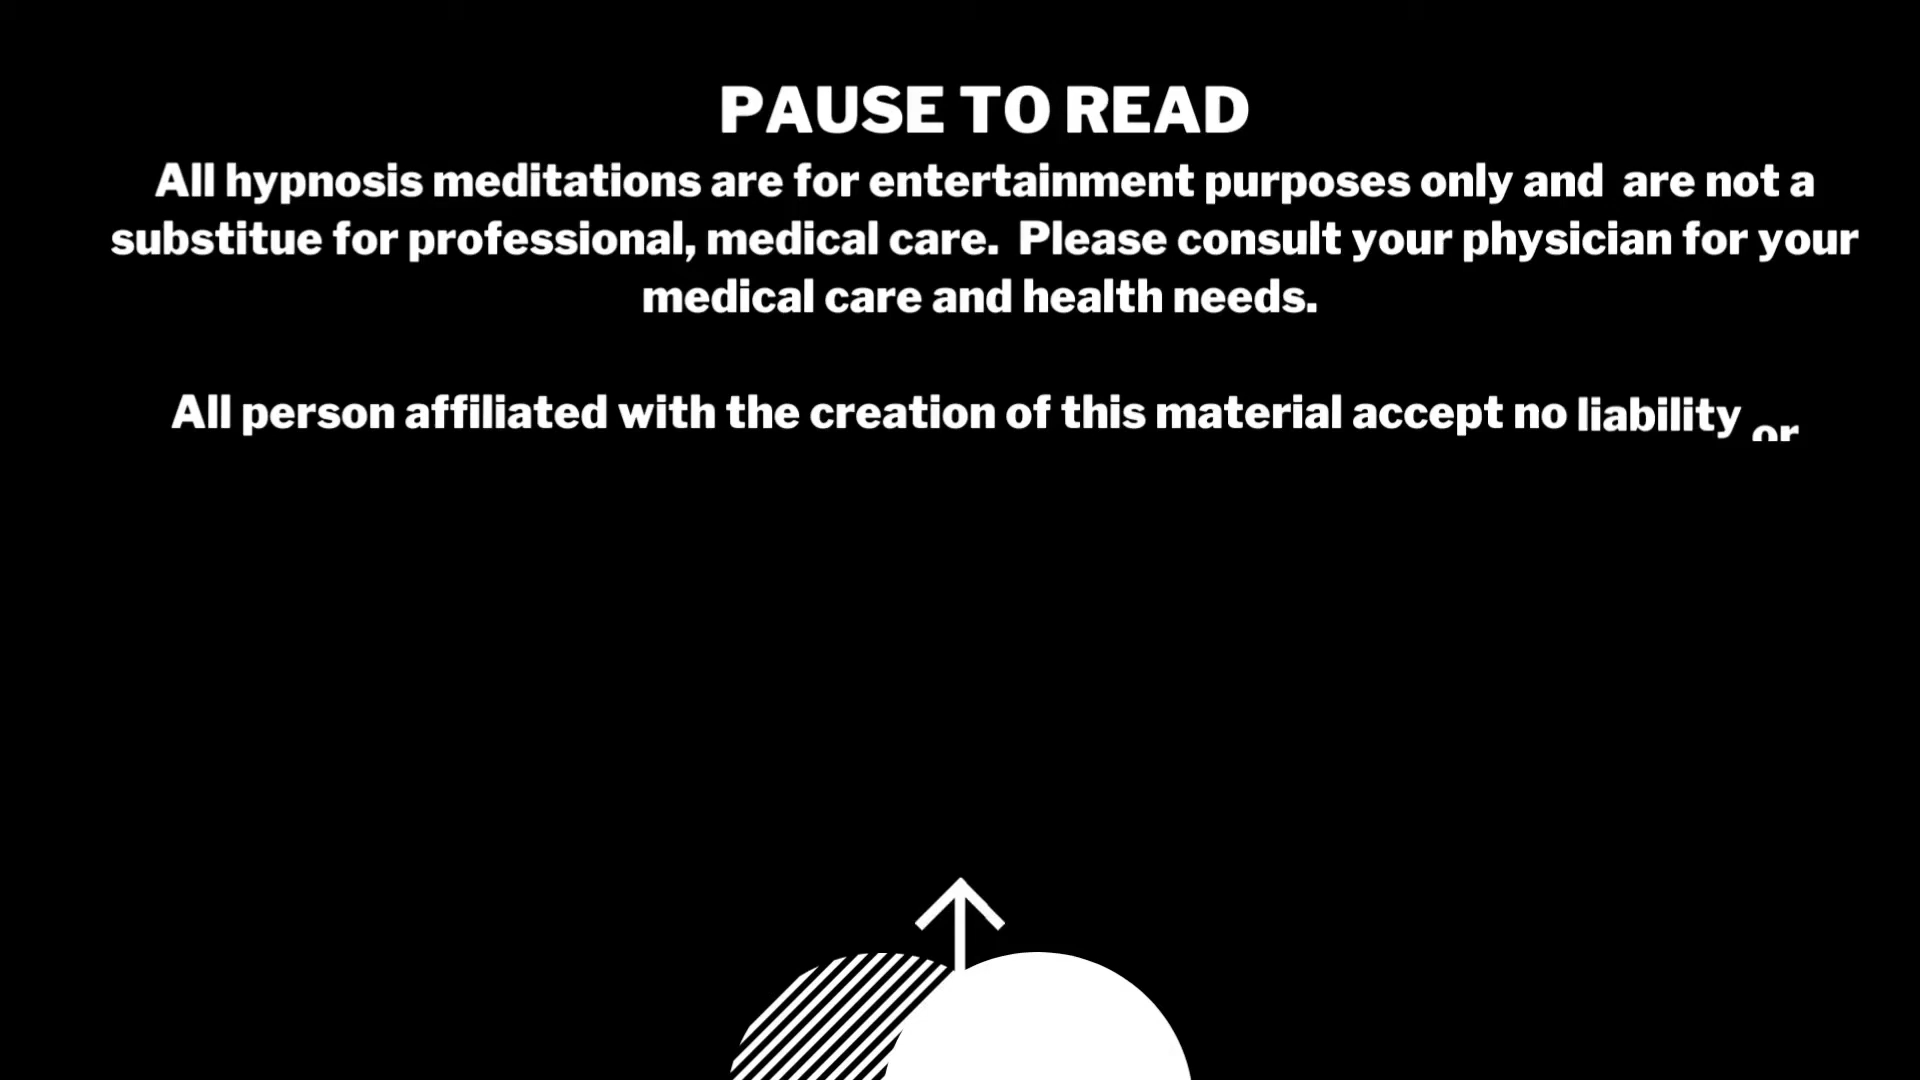 PAUSE TO READ
All hypnosis meditations are for entertainment purposes only and  are not a
substitue for professional, medical care.  Please consult your physician for your
medical care and health needs.
All person affiliated with the creation of this material accept no liability or